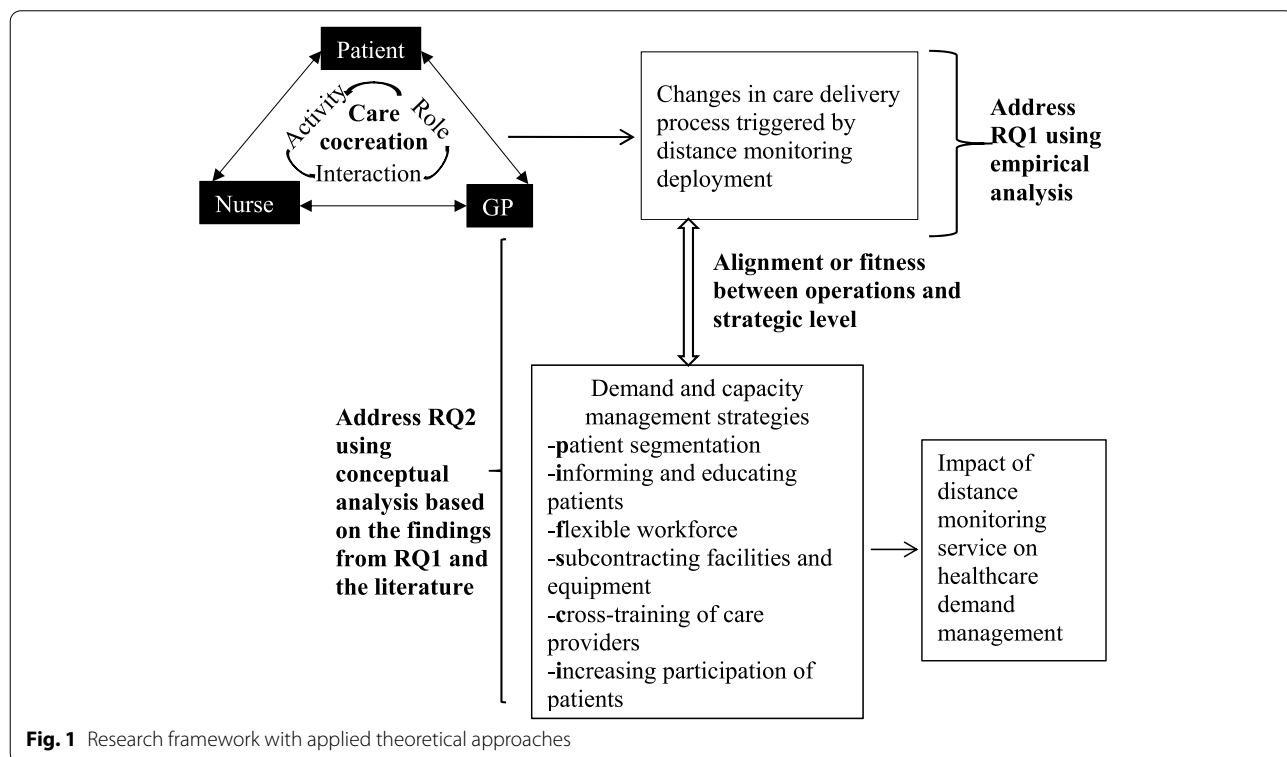 Patient
Activity
Role
Care
cocreation
Interaction
Nurse
GP
Changes in care delivery
process triggered by
distance monitoring
deployment
Address
RQ1 using
empirical
analysis
Alignment or fitness
between operations and
strategic level
Address RQ2
using
conceptual
analysis based
on the findings
from RQ1 and
the literature
Demand and capacity
management strategies
-patient segmentation
-informing and educating
patients
-flexible workforce
-subcontracting facilities and
equipment
-cross-training of care
providers
-increasing participation of
patients
Impact of
distance
monitoring
service on
healthcare
demand
management
Fig. 1 Research framework with applied theoretical approaches